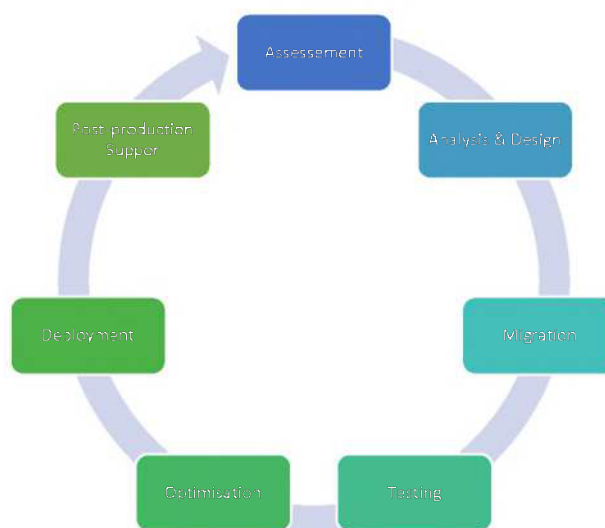 Assessement
Analysis & Design
Migration
Testing
Optimisation
Deployment
Post-production
Suppor